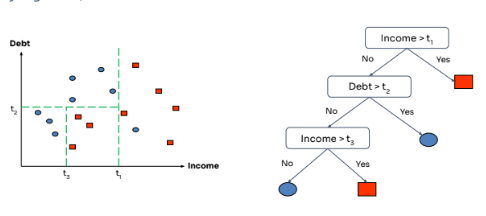 Debt
t2
t3
t1
Income
Income > t1
No
Yes
Debt > t2
No
Yes
Income > t3
No
Yes